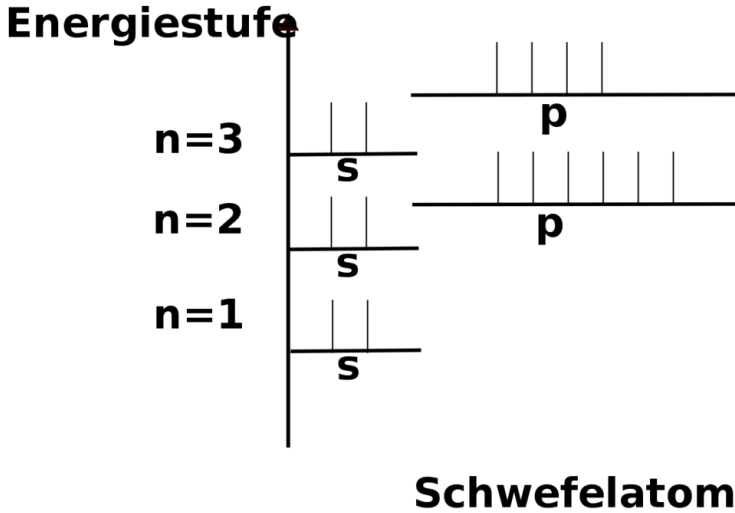 Energiestufe
p
n=3
s
n=2
p
s
n=1
s
Schwefelatom